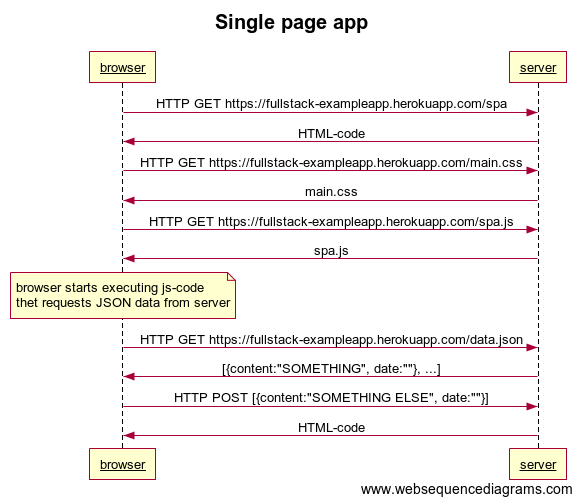 Single page app
browser
server
HTTP GET https://fullstack-exampleapp.herokuapp.com/spa
HTML-code
HTTP GET https://fullstack-exampleapp.herokuapp.com/main.css
main.css
HTTP GET https://fullstack-exampleapp.herokuapp.com/spa.js
spa.js
browser starts executing js-code
thet requests JSON data from server
HTTP GET https://fullstack-exampleapp.herokuapp.com/data.json
[{content:"SOMETHING", date:""}, ...]
HTTP POST [{content:"SOMETHING ELSE", date:""}]
HTML-code
browser
server
www.websequencediagrams.com